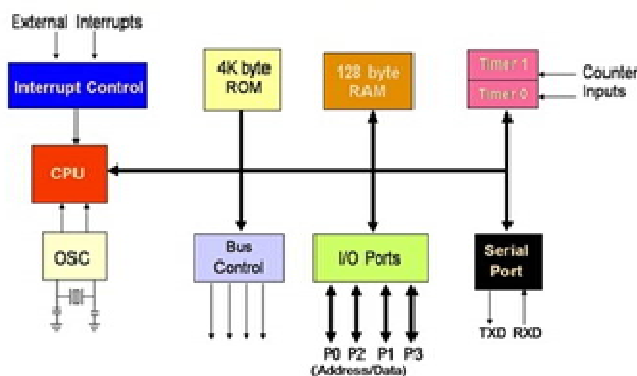 External Interrupts
Interrupt Control
4K byte
ROM
128 byte
RAM
Timer 1
Timer 0
Counter
Inputs
CPU
OSC
Bus
Control
I/O Ports
Serial
Port
TXD RXD
P0 P2 P1 P3
(Address/Data)